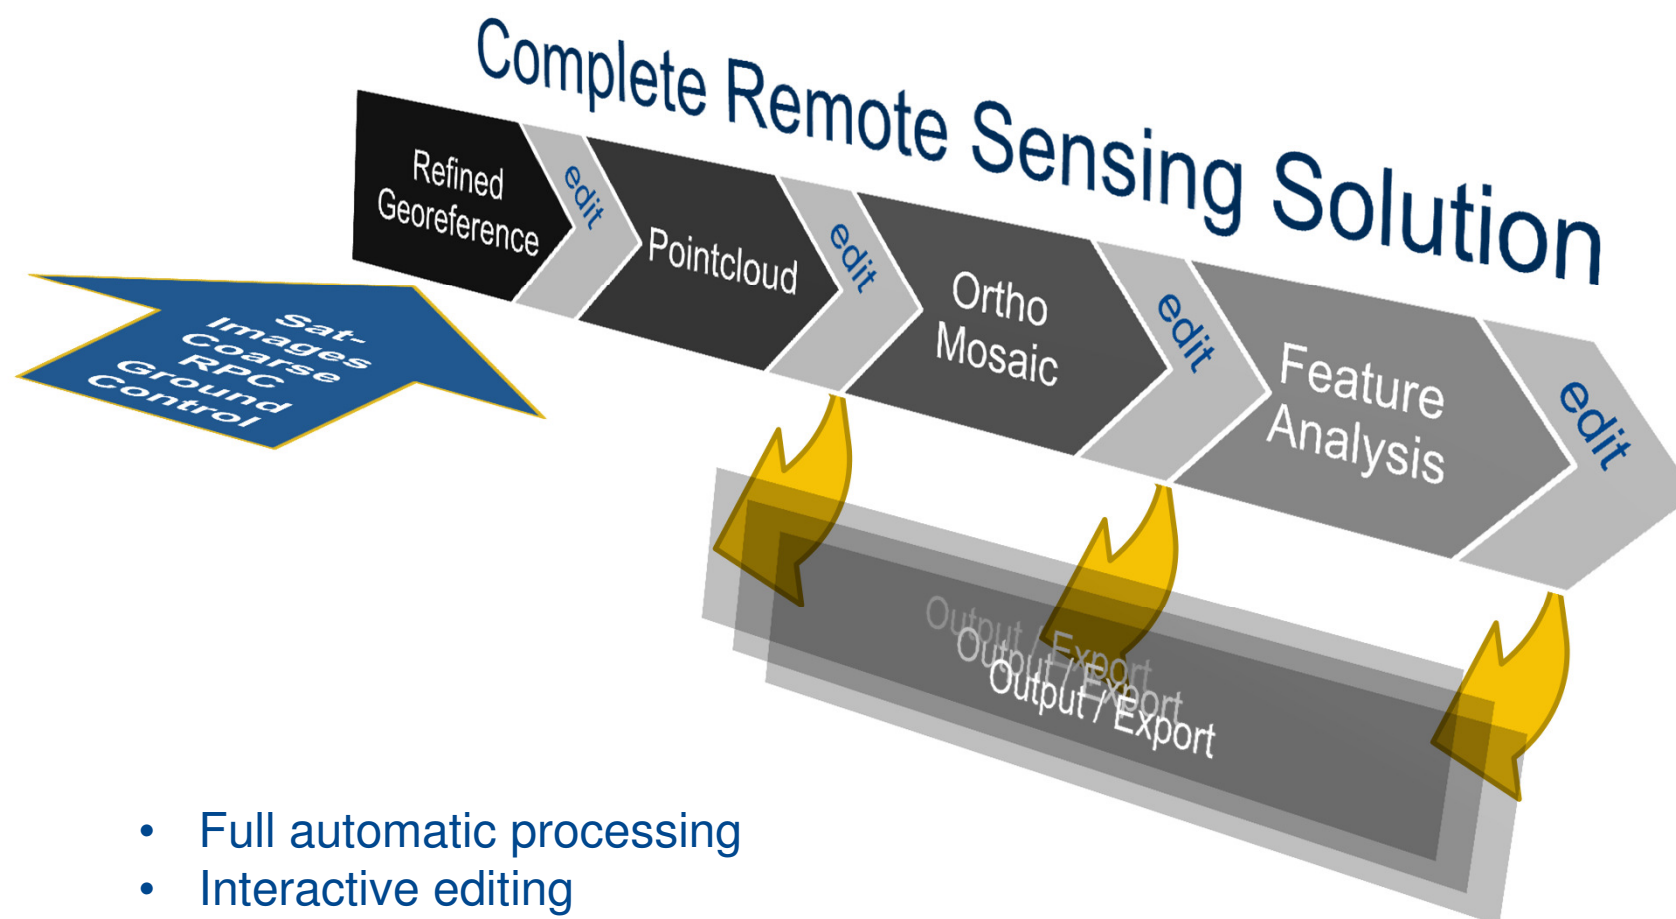 Complete Remote Sensing Solution
Refined
Georeference
edit
Pointcloud
edit
Ortho
Mosaic
edit
Feature
Analysis
edit
Sat-
Images
Coarse
RPC
Ground
Control
Output / Export
Output / Export
Output / Export
• Full automatic processing
• Interactive editing